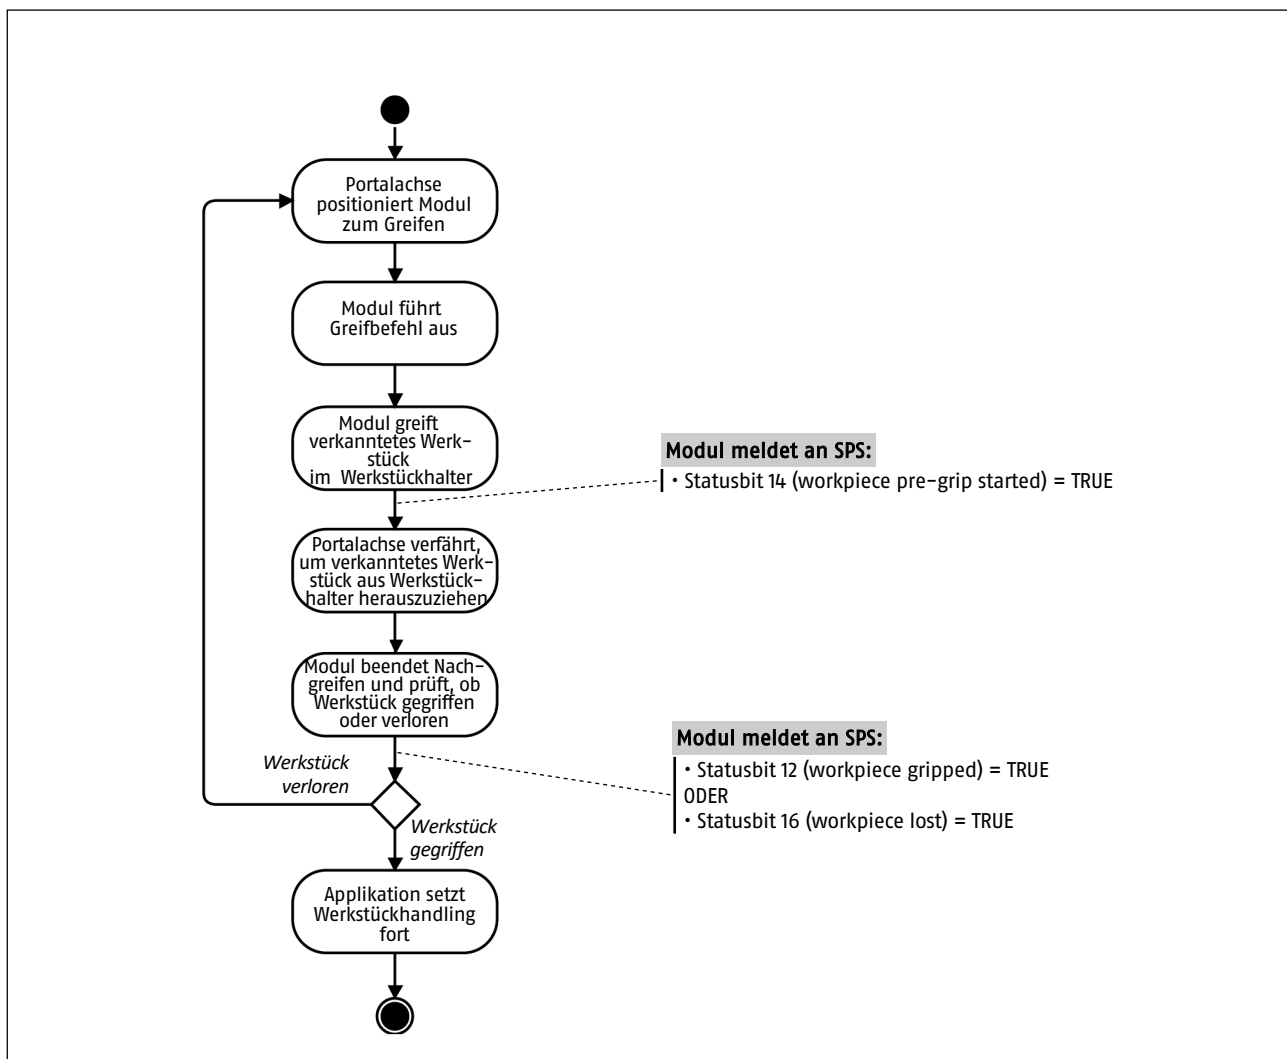 Portalachse
positioniert Modul
zum Greifen
Modul führt
Greifbefehl aus
Modul greift
verkanntetes Werk-
stück
im Werkstückhalter
Modul meldet an SPS:
• Statusbit 14 (workpiece pre-grip started) = TRUE
Portalachse verfährt,
um verkanntetes Werk-
stück aus Werkstück-
halter herauszuziehen
Modul beendet Nach-
greifen und prüft, ob
Werkstück gegriffen
oder verloren
Modul meldet an SPS:
• Statusbit 12 (workpiece gripped) = TRUE
ODER
• Statusbit 16 (workpiece lost) = TRUE
Werkstück
verloren
Werkstück
gegriffen
Applikation setzt
Werkstückhandling
fort